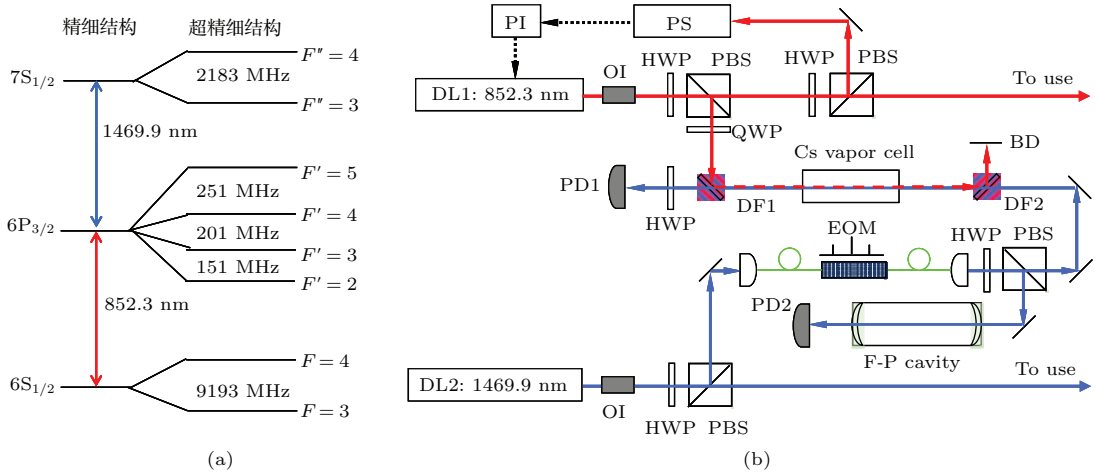 精细结构
超精细结构
7S1/2
F″ = 4
2183 MHz
F″ = 3
1469.9 nm
6P3/2
F′ = 5
251 MHz
F′ = 4
201 MHz
F′ = 3
151 MHz
F′ = 2
852.3 nm
6S1/2
F = 4
9193 MHz
F = 3
(a)
PI
PS
HWP
PBS
HWP
PBS
OI
To use
DL1: 852.3 nm
QWP
Cs vapor cell
BD
PD1
HWP
DF1
DF2
EOM
HWP
PBS
PD2
F-P cavity
DL2: 1469.9 nm
To use
OI
HWP
PBS
(b)